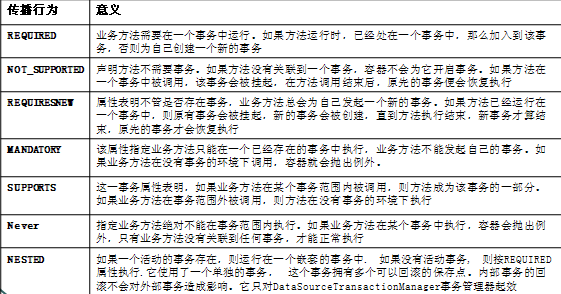 传播行为 意义
REQUIRED 业务方法需要在一个事务中运行。如果方法运行时，已经处在一个事务中，那么加入到该事
务，否则为自己创建一个新的事务
NOT_SUPPORTED 声明方法不需要事务。如果方法没有关联到一个事务，容器不会为它开启事务。如果方法在
一个事务中被调用，该事务会被挂起，在方法调用结束后，原先的事务便会恢复执行
REQUIRESNEW 属性表明不管是否存在事务，业务方法总会为自己发起一个新的事务。如果方法已经运行在
一个事务中，则原有事务会被挂起，新的事务会被创建，直到方法执行结束，新事务才算结
束，原先的事务才会恢复执行
MANDATORY 该属性指定业务方法只能在一个已经存在的事务中执行，业务方法不能发起自己的事务。如
果业务方法在没有事务的环境下调用，容器就会抛出例外。
SUPPORTS 这一事务属性表明，如果业务方法在某个事务范围内被调用，则方法成为该事务的一部分。
如果业务方法在事务范围外被调用，则方法在没有事务的环境下执行
Never 指定业务方法绝对不能在事务范围内执行。如果业务方法在某个事务中执行，容器会抛出例
外，只有业务方法没有关联到任何事务，才能正常执行
NESTED 如果一个活动的事务存在，则运行在一个嵌套的事务中. 如果没有活动事务, 则按REQUIRED
属性执行.它使用了一个单独的事务， 这个事务拥有多个可以回滚的保存点。内部事务的回
滚不会对外部事务造成影响。它只对DataSourceTransactionManager事务管理器起效